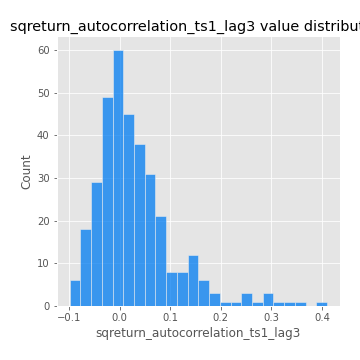 sqreturn_autocorrelation_ts1_lag3 value distribut
60
50
40
30
20
10
0
Count
−0.1 0.0 0.1 0.2 0.3 0.4
sqreturn_autocorrelation_ts1_lag3